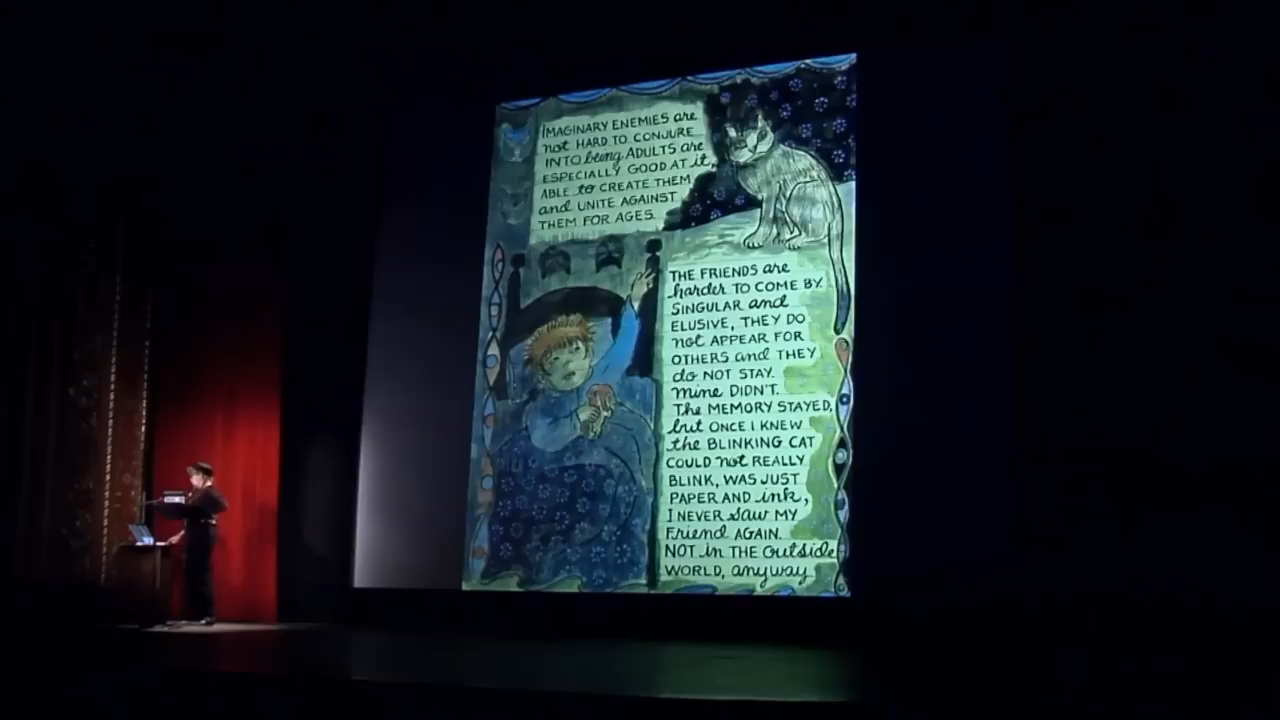 IMAGINARY ENEMIES are
not HARD TO CONJURE
INTO being ADULTS are
ESPECIALLY GOOD AT it,
ABLE to CREATE THEM
and UNITE AGAINST
THEM FOR AGES.
THE FRIENDS are
harder TO COME BY.
SINGULAR and
ELUSIVE, THEY DO
not APPEAR FOR
OTHERS and THEY
do NOT STAY.
mine DIDN'T.
The MEMORY STAYED,
but ONCE I KNEW
the BLINKING CAT
COULD not REALLY
BLINK, WAS JUST
PAPER AND ink,
I NEVER saw MY
Friend AGAIN.
NOT in THE outside
WORLD, anyway